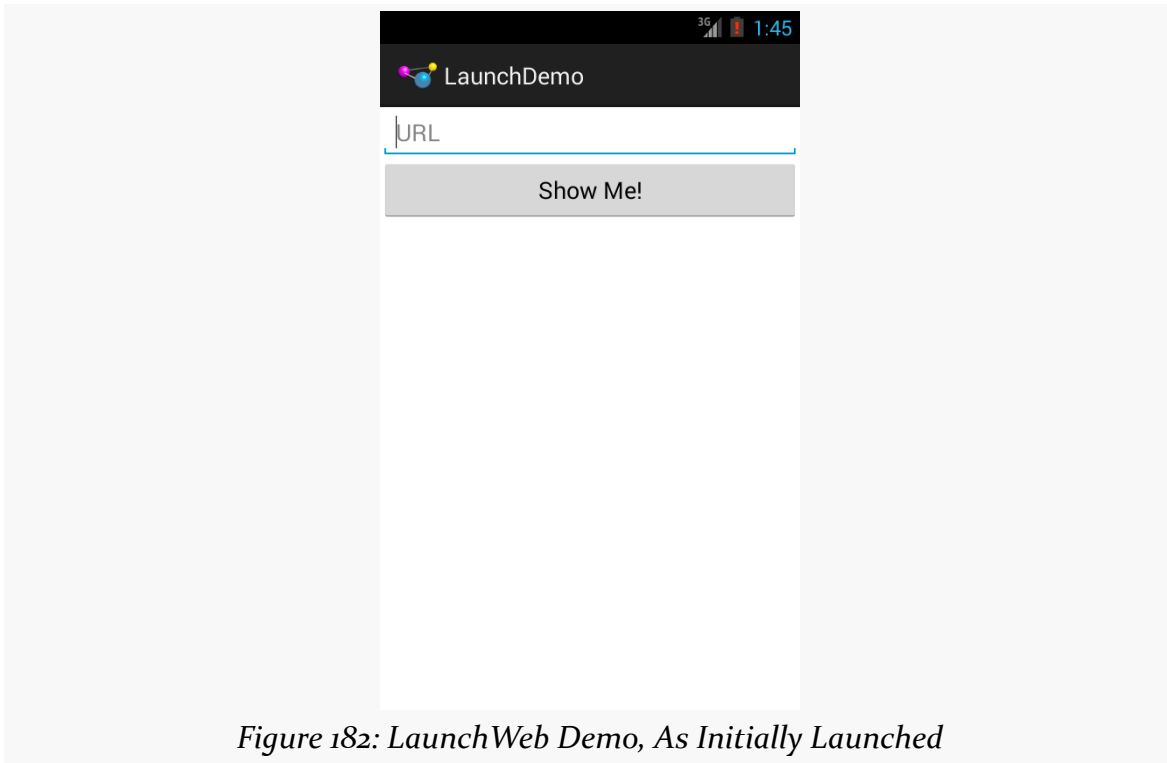 3G 1:45
LaunchDemo
URL
Show Me!
Figure 182: LaunchWeb Demo, As Initially Launched